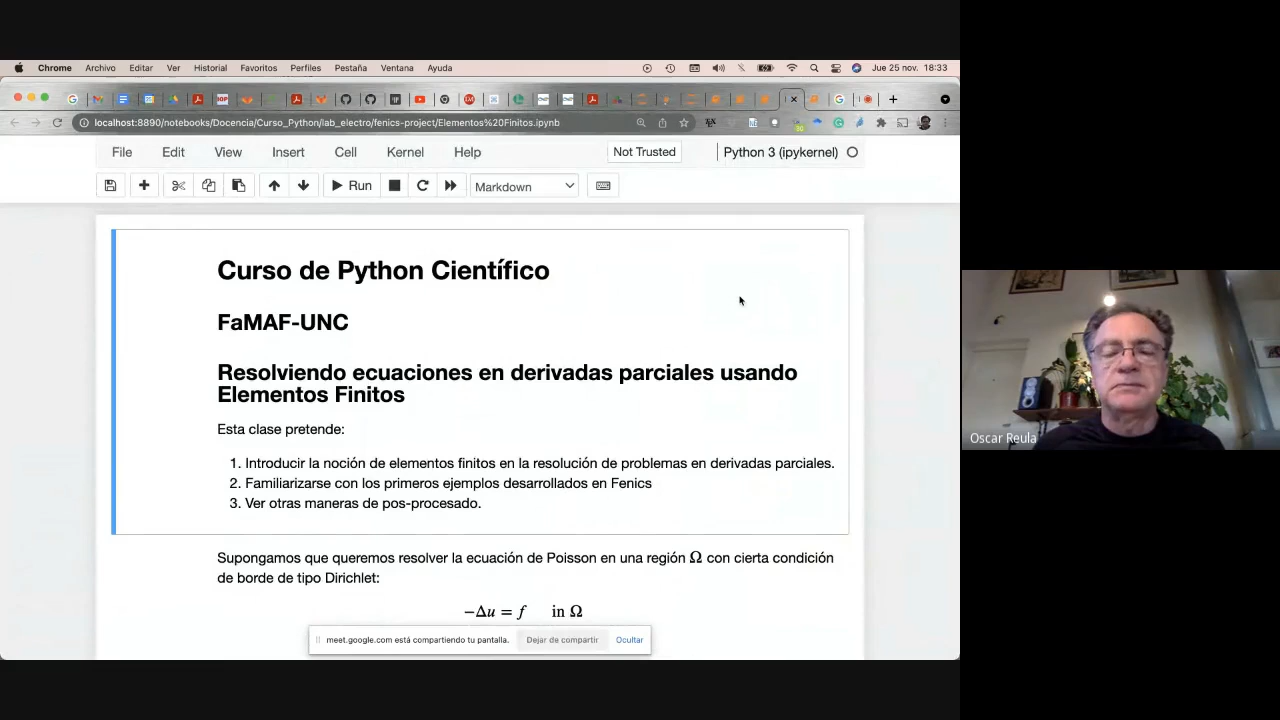 Chrome Archivo Editar Ver Historial Favoritos Perfiles Pestaña Ventana Ayuda Jue 25 nov. 18:33
localhost:8890/notebooks/Docencia/Curso_Python/lab_electro/fenics-project/Elementos%20Finitos.ipynb
File Edit View Insert Cell Kernel Help Not Trusted Python 3 (ipykernel)
Run Markdown
Curso de Python Científico
FaMAF-UNC
Resolviendo ecuaciones en derivadas parciales usando
Elementos Finitos
Esta clase pretende:
1. Introducir la noción de elementos finitos en la resolución de problemas en derivadas parciales.
2. Familiarizarse con los primeros ejemplos desarrollados en Fenics
3. Ver otras maneras de pos-procesado.
Supongamos que queremos resolver la ecuación de Poisson en una región Ω con cierta condición
de borde de tipo Dirichlet:
−Δu = f in Ω
meet.google.com está compartiendo tu pantalla. Dejar de compartir Ocultar
Oscar Reula